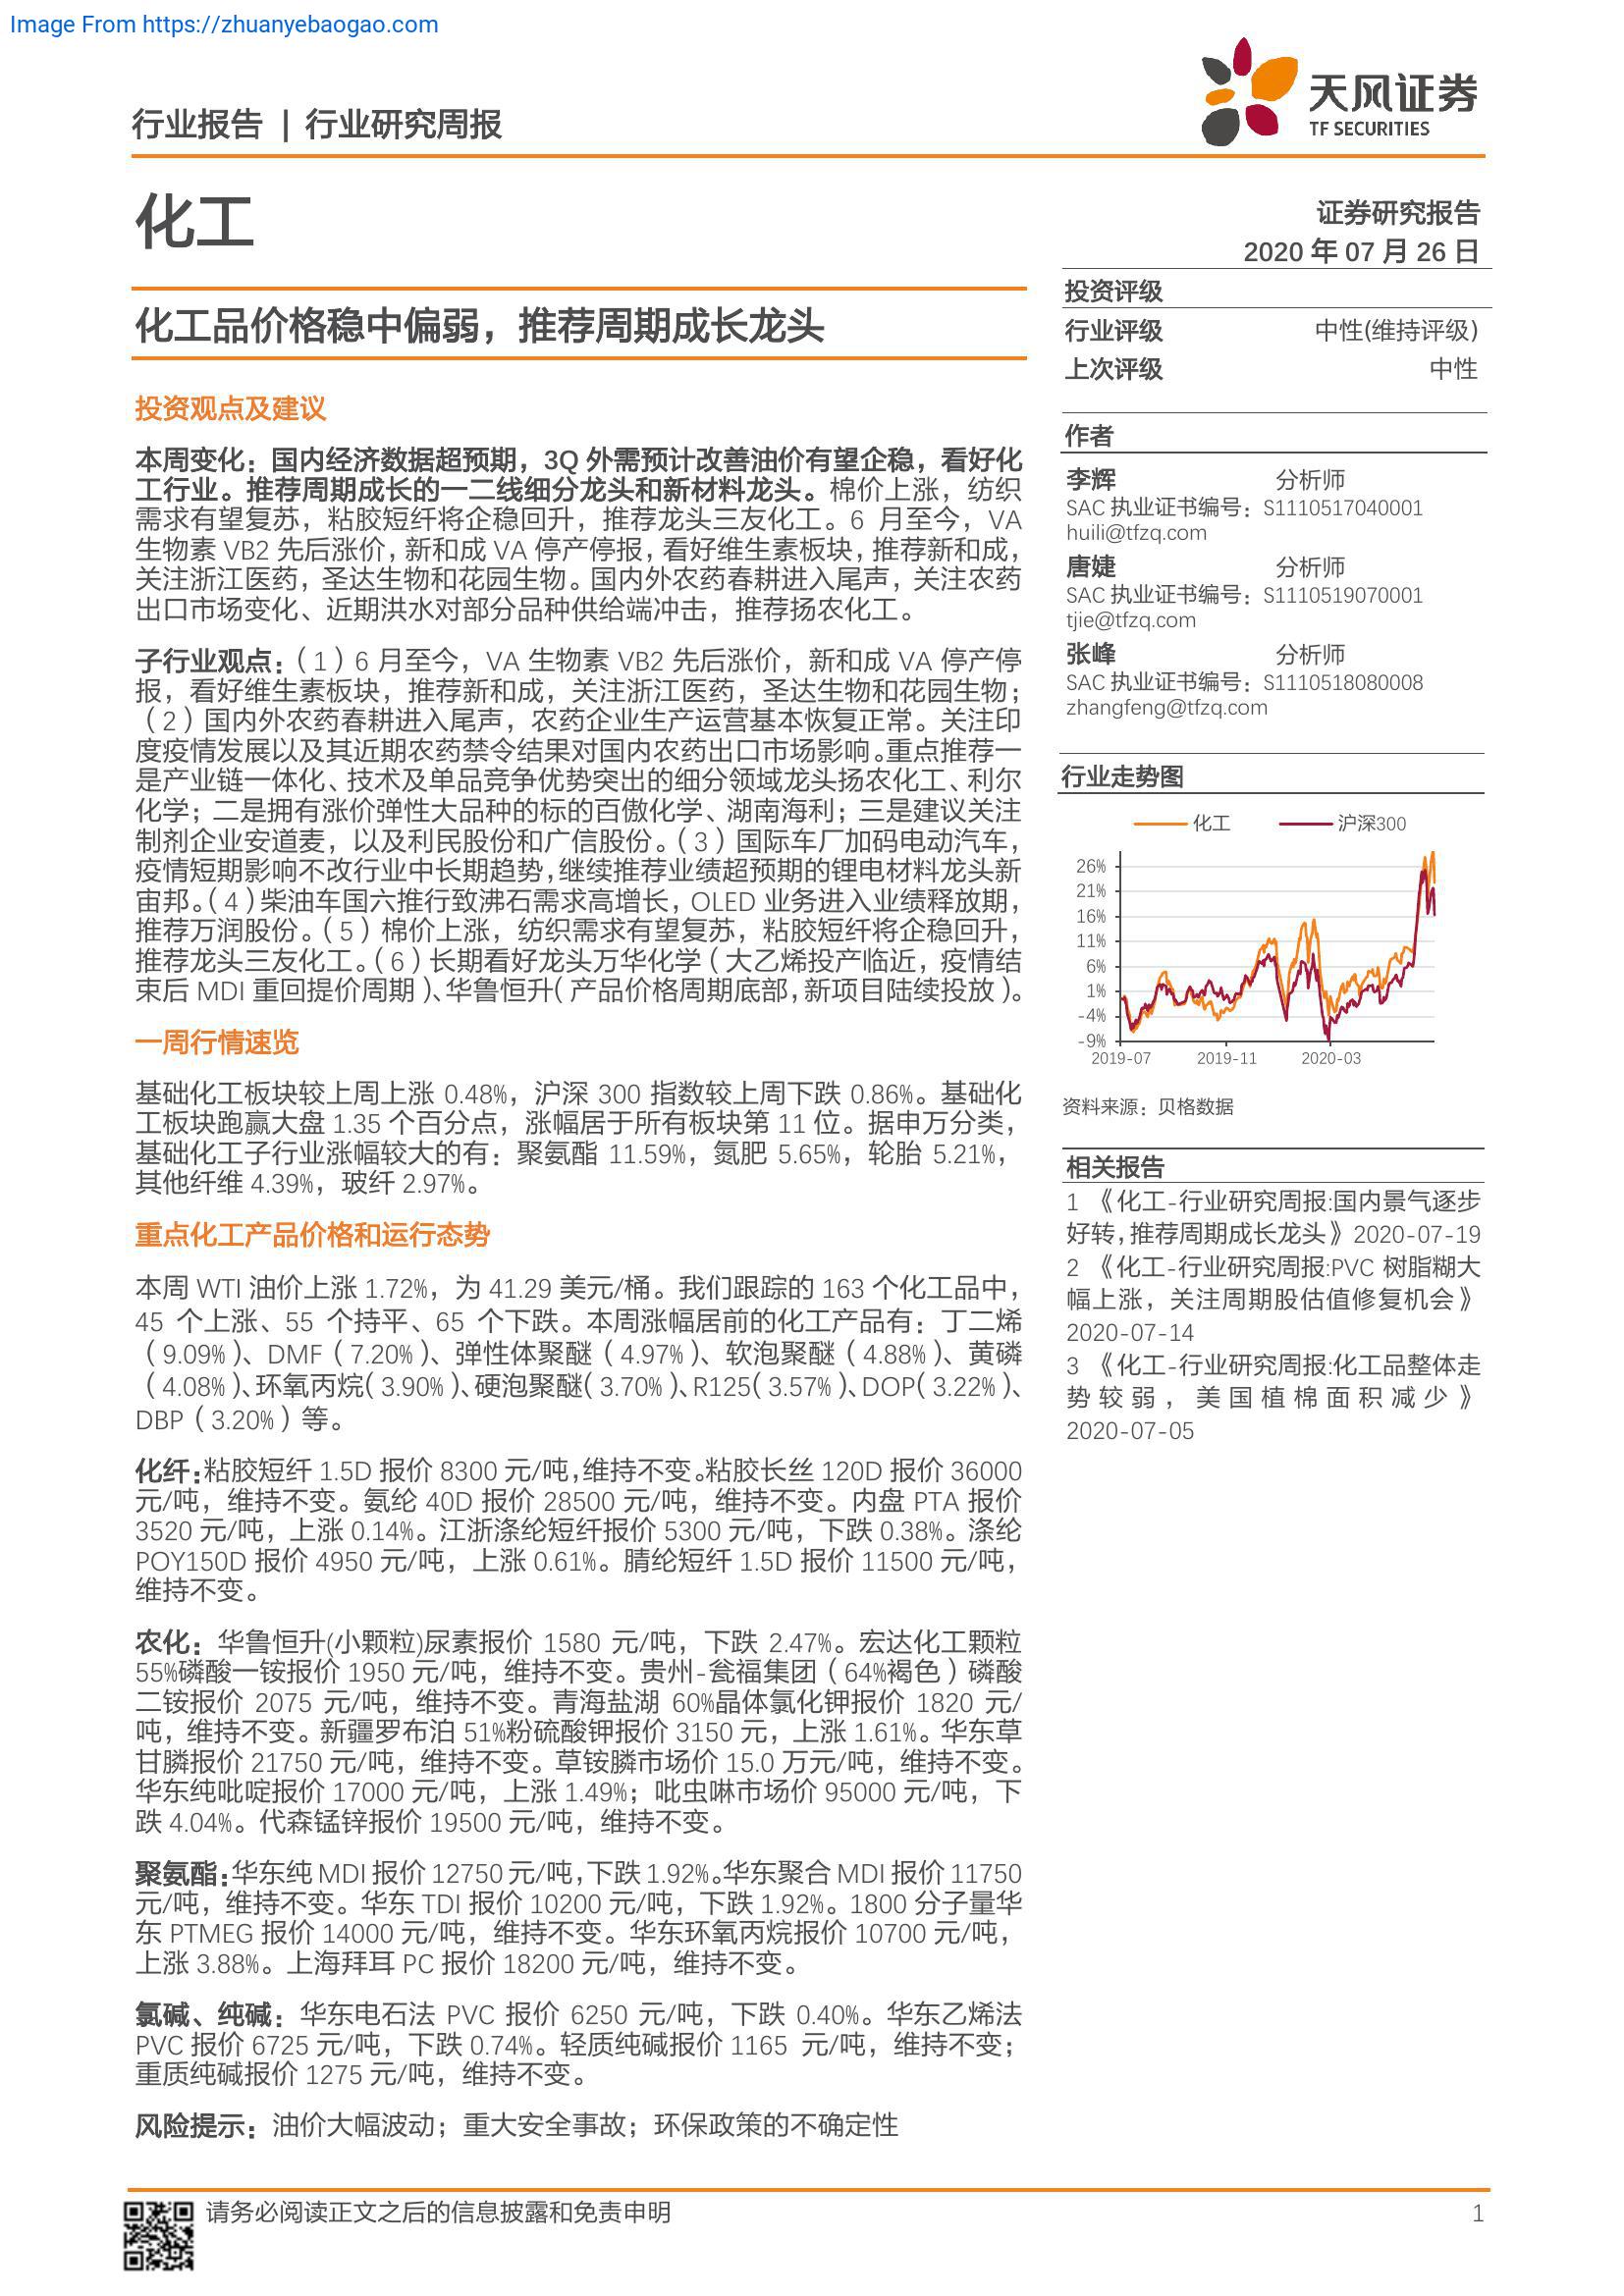 Image From https://zhuanyebaogao.com
行业报告 | 行业研究周报
天风证券
TF SECURITIES
化工
证券研究报告
2020 年 07 月 26 日
化工品价格稳中偏弱，推荐周期成长龙头
投资观点及建议
本周变化：国内经济数据超预期，3Q 外需预计改善油价有望企稳，看好化
工行业。推荐周期成长的一二线细分龙头和新材料龙头。棉价上涨，纺织
需求有望复苏，粘胶短纤将企稳回升，推荐龙头三友化工。6 月至今，VA
生物素 VB2 先后涨价，新和成 VA 停产停报，看好维生素板块，推荐新和成，
关注浙江医药，圣达生物和花园生物。国内外农药春耕进入尾声，关注农药
出口市场变化、近期洪水对部分品种供给端冲击，推荐扬农化工。
子行业观点：（1）6 月至今，VA 生物素 VB2 先后涨价，新和成 VA 停产停
报，看好维生素板块，推荐新和成，关注浙江医药，圣达生物和花园生物；
（2）国内外农药春耕进入尾声，农药企业生产运营基本恢复正常。关注印
度疫情发展以及其近期农药禁令结果对国内农药出口市场影响。重点推荐一
是产业链一体化、技术及单品竞争优势突出的细分领域龙头扬农化工、利尔
化学；二是拥有涨价弹性大品种的标的百傲化学、湖南海利；三是建议关注
制剂企业安道麦，以及利民股份和广信股份。（3）国际车厂加码电动汽车，
疫情短期影响不改行业中长期趋势，继续推荐业绩超预期的锂电材料龙头新
宙邦。（4）柴油车国六推行致沸石需求高增长，OLED 业务进入业绩释放期，
推荐万润股份。（5）棉价上涨，纺织需求有望复苏，粘胶短纤将企稳回升，
推荐龙头三友化工。（6）长期看好龙头万华化学（大乙烯投产临近，疫情结
束后 MDI 重回提价周期）、华鲁恒升（产品价格周期底部，新项目陆续投放）。
一周行情速览
基础化工板块较上周上涨 0.48%，沪深 300 指数较上周下跌 0.86%。基础化
工板块跑赢大盘 1.35 个百分点，涨幅居于所有板块第 11 位。据申万分类，
基础化工子行业涨幅较大的有：聚氨酯 11.59%，氮肥 5.65%，轮胎 5.21%，
其他纤维 4.39%，玻纤 2.97%。
重点化工产品价格和运行态势
本周 WTI 油价上涨 1.72%，为 41.29 美元/桶。我们跟踪的 163 个化工品中，
45 个上涨、55 个持平、65 个下跌。本周涨幅居前的化工产品有：丁二烯
（9.09%）、DMF（7.20%）、弹性体聚醚（4.97%）、软泡聚醚（4.88%）、黄磷
（4.08%）、环氧丙烷（3.90%）、硬泡聚醚（3.70%）、R125（3.57%）、DOP（3.22%）、
DBP（3.20%）等。
化纤：粘胶短纤 1.5D 报价 8300 元/吨，维持不变。粘胶长丝 120D 报价 36000
元/吨，维持不变。氨纶 40D 报价 28500 元/吨，维持不变。内盘 PTA 报价
3520 元/吨，上涨 0.14%。江浙涤纶短纤报价 5300 元/吨，下跌 0.38%。涤纶
POY150D 报价 4950 元/吨，上涨 0.61%。腈纶短纤 1.5D 报价 11500 元/吨，
维持不变。
农化：华鲁恒升(小颗粒)尿素报价 1580 元/吨，下跌 2.47%。宏达化工颗粒
55%磷酸一铵报价 1950 元/吨，维持不变。贵州-瓮福集团（64%褐色）磷酸
二铵报价 2075 元/吨，维持不变。青海盐湖 60%晶体氯化钾报价 1820 元/
吨，维持不变。新疆罗布泊 51%粉硫酸钾报价 3150 元，上涨 1.61%。华东草
甘膦报价 21750 元/吨，维持不变。草铵膦市场价 15.0 万元/吨，维持不变。
华东纯吡啶报价 17000 元/吨，上涨 1.49%；吡虫啉市场价 95000 元/吨，下
跌 4.04%。代森锰锌报价 19500 元/吨，维持不变。
聚氨酯：华东纯 MDI 报价 12750 元/吨，下跌 1.92%。华东聚合 MDI 报价 11750
元/吨，维持不变。华东 TDI 报价 10200 元/吨，下跌 1.92%。1800 分子量华
东 PTMEG 报价 14000 元/吨，维持不变。华东环氧丙烷报价 10700 元/吨，
上涨 3.88%。上海拜耳 PC 报价 18200 元/吨，维持不变。
氯碱、纯碱：华东电石法 PVC 报价 6250 元/吨，下跌 0.40%。华东乙烯法
PVC 报价 6725 元/吨，下跌 0.74%。轻质纯碱报价 1165 元/吨，维持不变；
重质纯碱报价 1275 元/吨，维持不变。
风险提示：油价大幅波动；重大安全事故；环保政策的不确定性
投资评级
行业评级 中性(维持评级)
上次评级 中性
作者
李辉 分析师
SAC 执业证书编号：S1110517040001
huili@tfzq.com
唐婕 分析师
SAC 执业证书编号：S1110519070001
tjie@tfzq.com
张峰 分析师
SAC 执业证书编号：S1110518080008
zhangfeng@tfzq.com
行业走势图
化工 沪深300
26%
21%
16%
11%
6%
1%
-4%
-9%
2019-07 2019-11 2020-03
资料来源：贝格数据
相关报告
1 《化工-行业研究周报:国内景气逐步
好转,推荐周期成长龙头》 2020-07-19
2 《化工-行业研究周报:PVC 树脂糊大
幅上涨，关注周期股估值修复机会》
2020-07-14
3 《化工-行业研究周报:化工品整体走
势较弱，美国植棉面积减少》
2020-07-05
请务必阅读正文之后的信息披露和免责申明 1